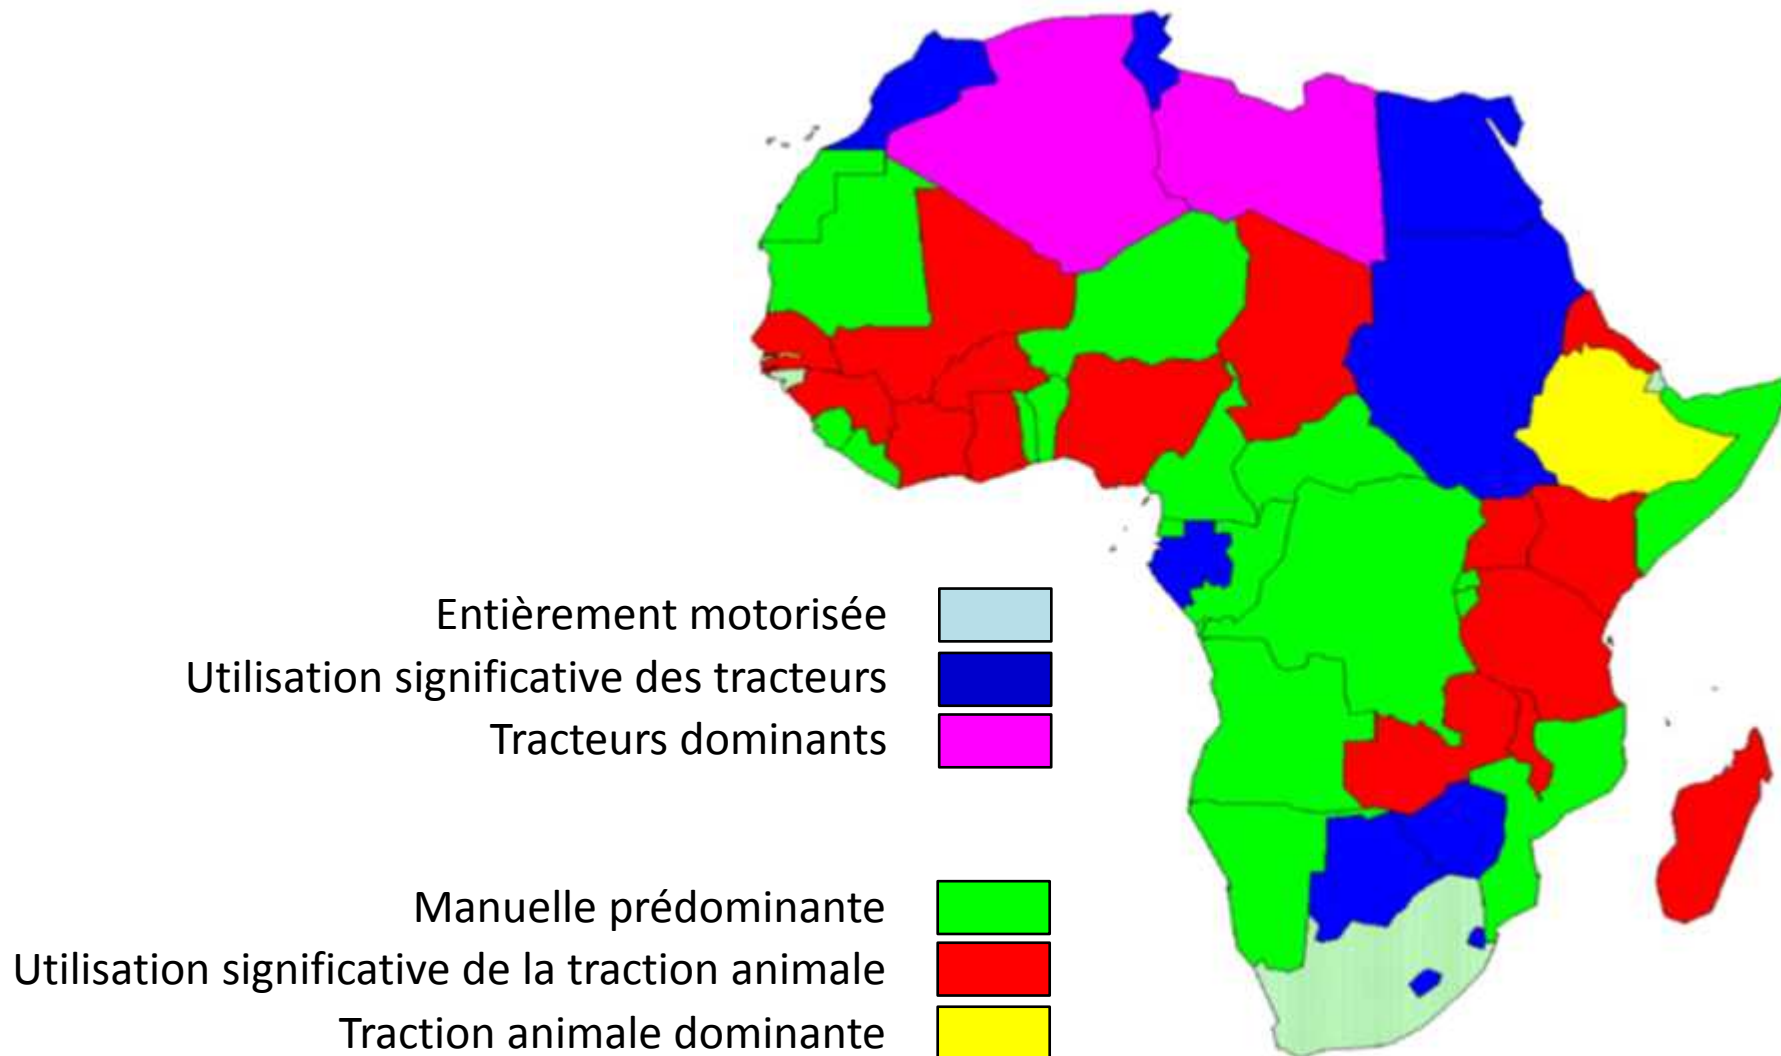 Entièrement motorisée
Utilisation significative des tracteurs
Tracteurs dominants
Manuelle prédominante
Utilisation significative de la traction animale
Traction animale dominante